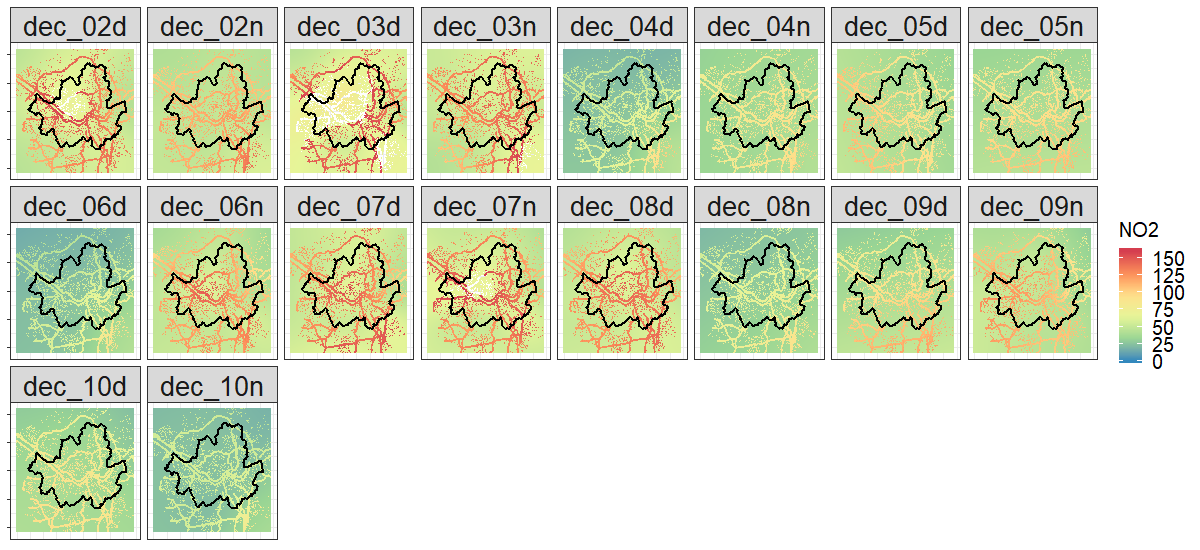 dec_02d dec_02n dec_03d dec_03n dec_04d dec_04n dec_05d dec_05n
dec_06d dec_06n dec_07d dec_07n dec_08d dec_08n dec_09d dec_09n
NO2
150
125
100
75
50
25
0
dec_10d dec_10n